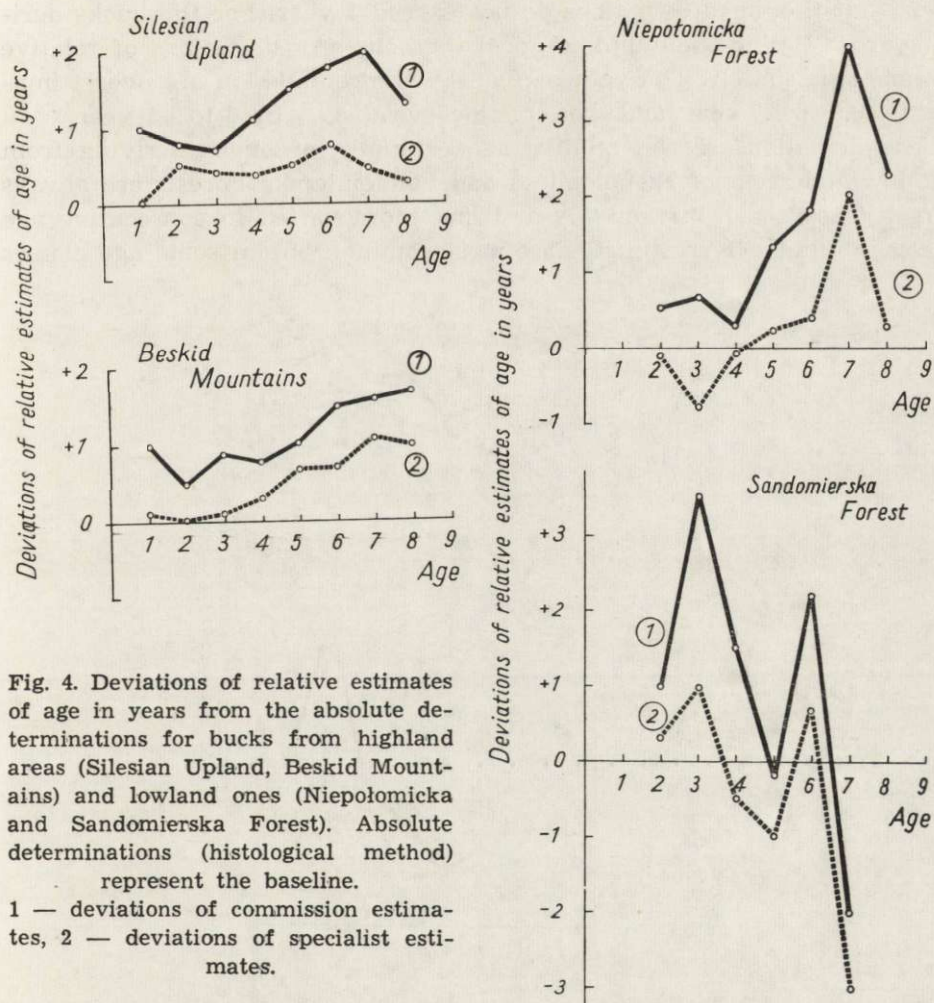 Silesian
Upland
Deviations of relative estimates of age in years
+2
+1
0
1 2 3 4 5 6 7 8 9
Age
①
②
Beskid
Mountains
+2
+1
0
1 2 3 4 5 6 7 8 9
Age
①
②
Fig. 4. Deviations of relative estimates
of age in years from the absolute de-
terminations for bucks from highland
areas (Silesian Upland, Beskid Mount-
ains) and lowland ones (Niepołomicka
and Sandomierska Forest). Absolute
determinations (histological method)
represent the baseline.
1 — deviations of commission estima-
tes, 2 — deviations of specialist esti-
mates.
Niepołomicka
Forest
Deviations of relative estimates of age in years
+4
+3
+2
+1
0
-1
1 2 3 4 5 6 7 8 9
Age
①
②
Sandomierska
Forest
+3
+2
+1
0
-1
-2
-3
1 2 3 4 5 6 7 8 9
Age
①
②